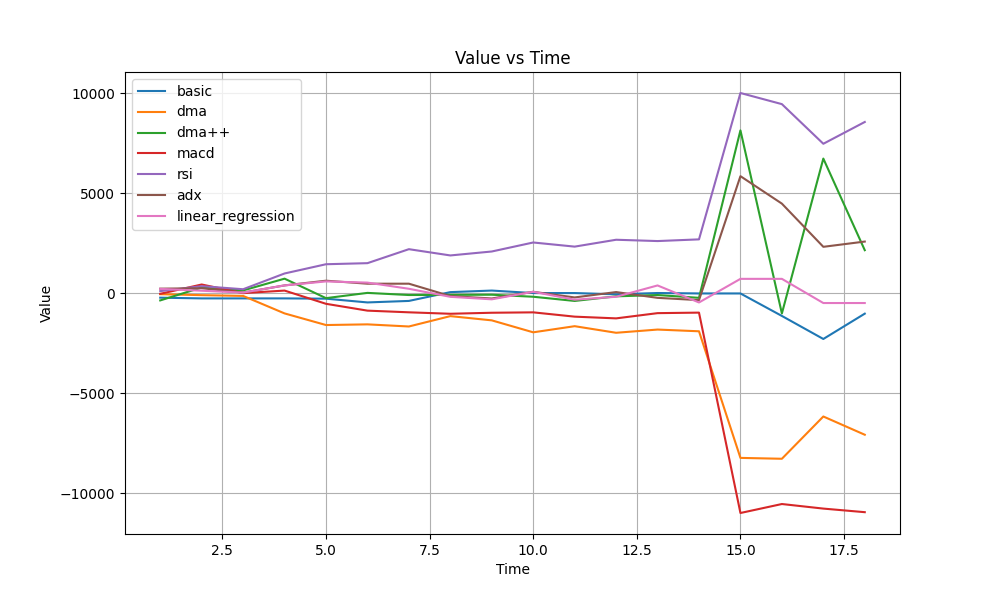 Value vs Time
basic
dma
dma++
macd
rsi
adx
linear_regression
10000
5000
0
−5000
−10000
Value
2.5 5.0 7.5 10.0 12.5 15.0 17.5
Time